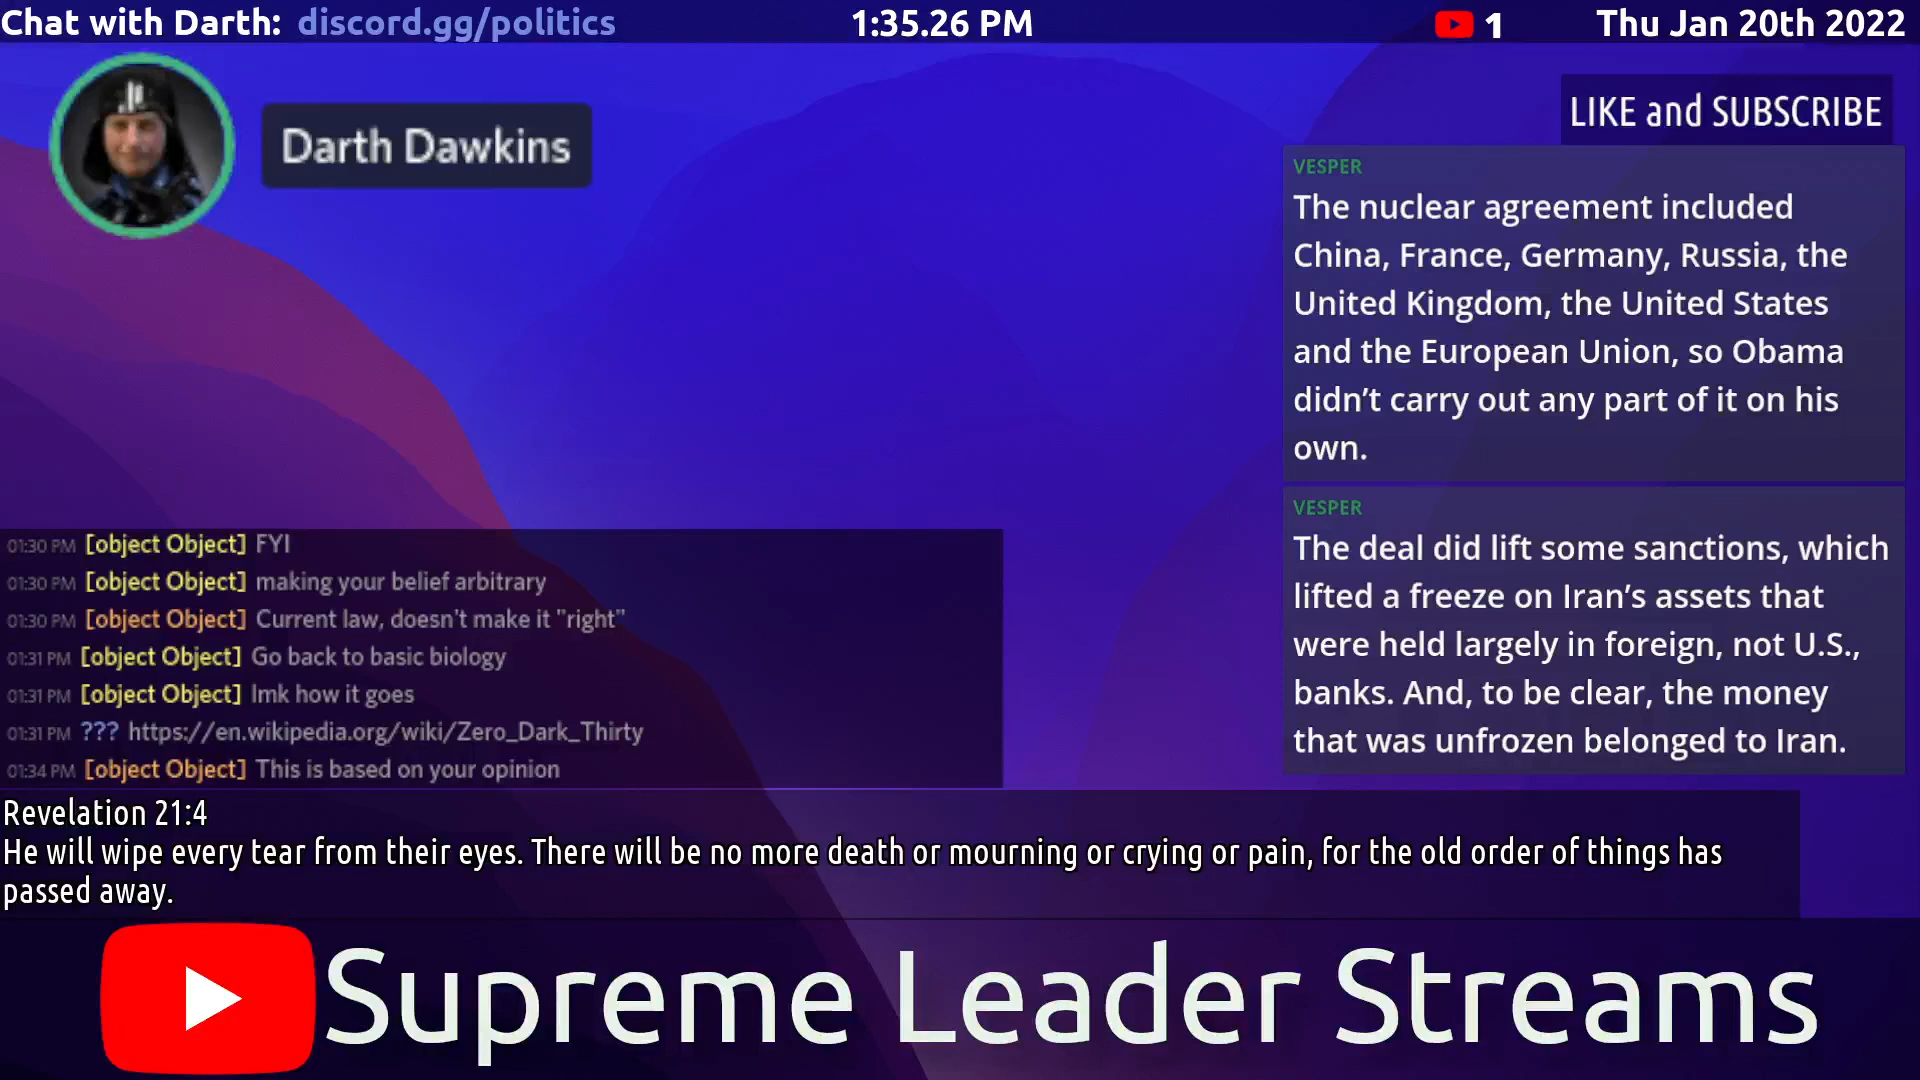 Chat with Darth: discord.gg/politics
1:35.26 PM
1
Thu Jan 20th 2022
Darth Dawkins
LIKE and SUBSCRIBE
VESPER
The nuclear agreement included
China, France, Germany, Russia, the
United Kingdom, the United States
and the European Union, so Obama
didn’t carry out any part of it on his
own.
VESPER
The deal did lift some sanctions, which
lifted a freeze on Iran’s assets that
were held largely in foreign, not U.S.,
banks. And, to be clear, the money
that was unfrozen belonged to Iran.
01:30 PM [object Object] FYI
01:30 PM [object Object] making your belief arbitrary
01:30 PM [object Object] Current law, doesn't make it "right"
01:31 PM [object Object] Go back to basic biology
01:31 PM [object Object] lmk how it goes
01:31 PM ??? https://en.wikipedia.org/wiki/Zero_Dark_Thirty
01:34 PM [object Object] This is based on your opinion
Revelation 21:4
He will wipe every tear from their eyes. There will be no more death or mourning or crying or pain, for the old order of things has
passed away.
Supreme Leader Streams